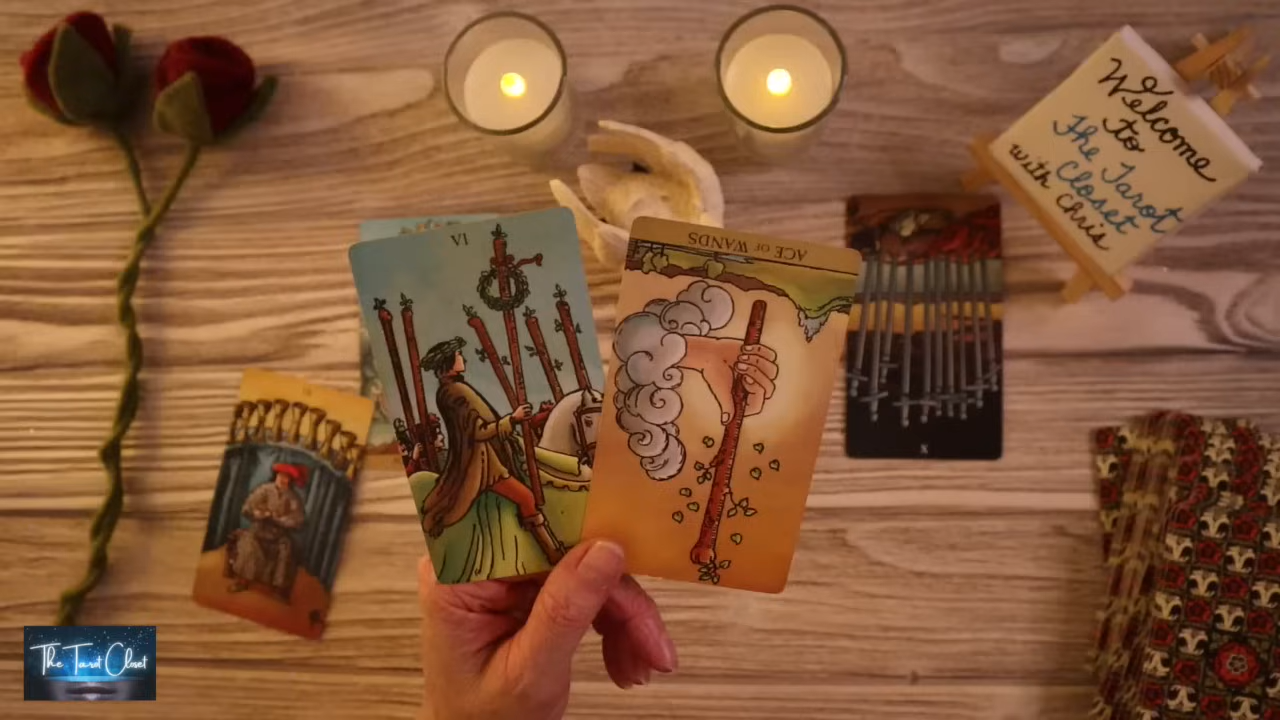 Welcome
to
The Tarot
Closet
with Chris
VI
ACE OF WANDS
X
The Tarot Closet